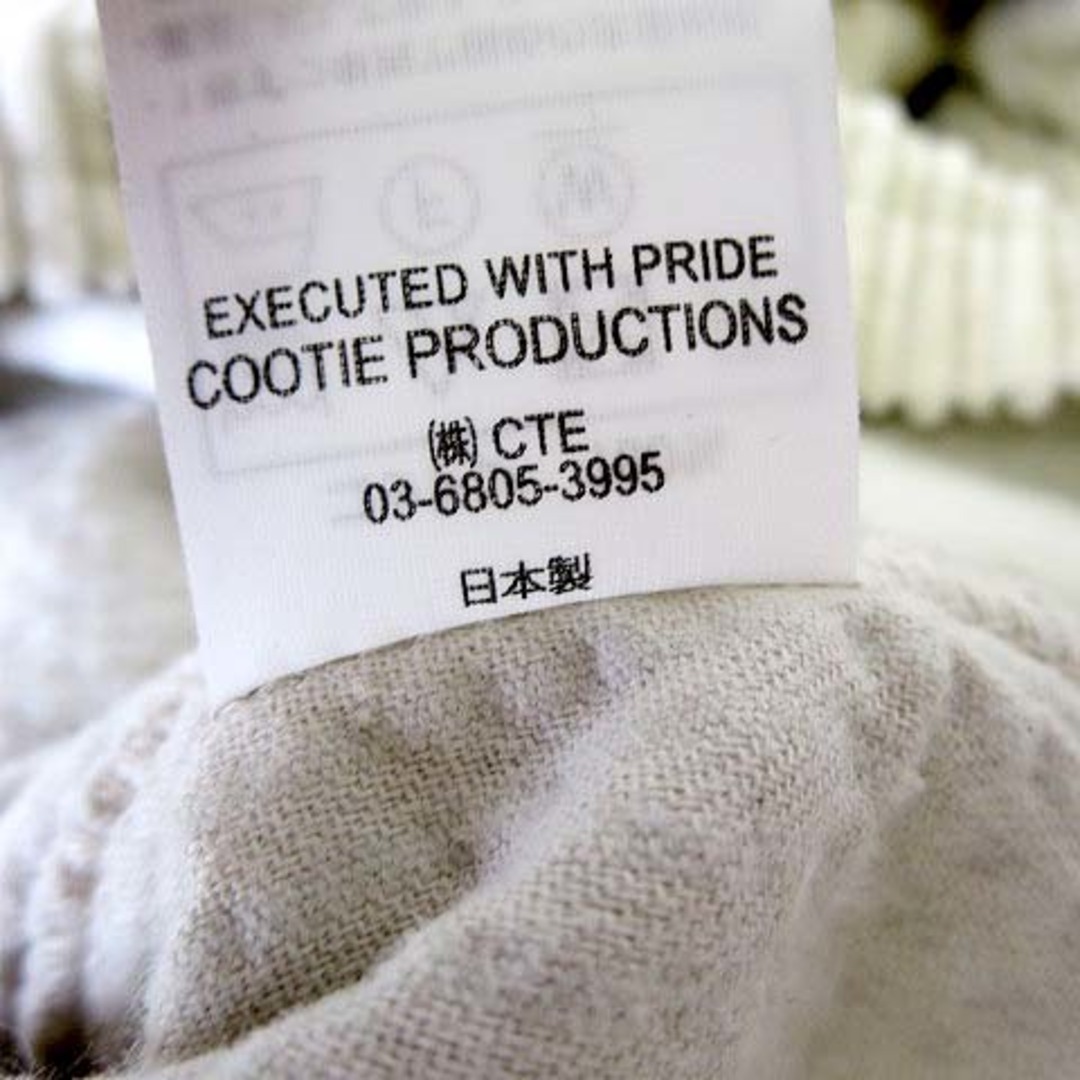 EXECUTED WITH PRIDE
COOTIE PRODUCTIONS
㈱ CTE
03-6805-3995
日本製